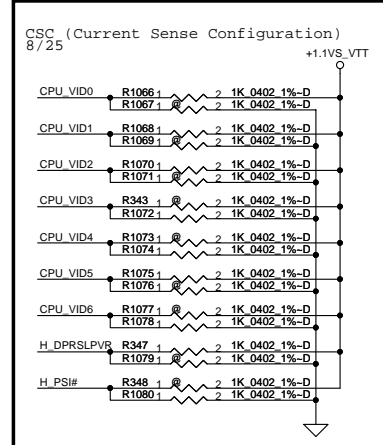 CSC (Current Sense Configuration)
8/25
+1.1VS_VTT
CPU_VID0 R1066 1 2 1K_0402_1%~D
R1067 1 @ 2 1K_0402_1%~D
CPU_VID1 R1068 1 2 1K_0402_1%~D
R1069 1 @ 2 1K_0402_1%~D
CPU_VID2 R1070 1 2 1K_0402_1%~D
R1071 1 @ 2 1K_0402_1%~D
CPU_VID3 R343 1 @ 2 1K_0402_1%~D
R1072 1 2 1K_0402_1%~D
CPU_VID4 R1073 1 @ 2 1K_0402_1%~D
R1074 1 2 1K_0402_1%~D
CPU_VID5 R1075 1 2 1K_0402_1%~D
R1076 1 @ 2 1K_0402_1%~D
CPU_VID6 R1077 1 @ 2 1K_0402_1%~D
R1078 1 2 1K_0402_1%~D
H_DPRSLPVR R347 1 2 1K_0402_1%~D
R1079 1 @ 2 1K_0402_1%~D
H_PSI# R348 1 @ 2 1K_0402_1%~D
R1080 1 2 1K_0402_1%~D